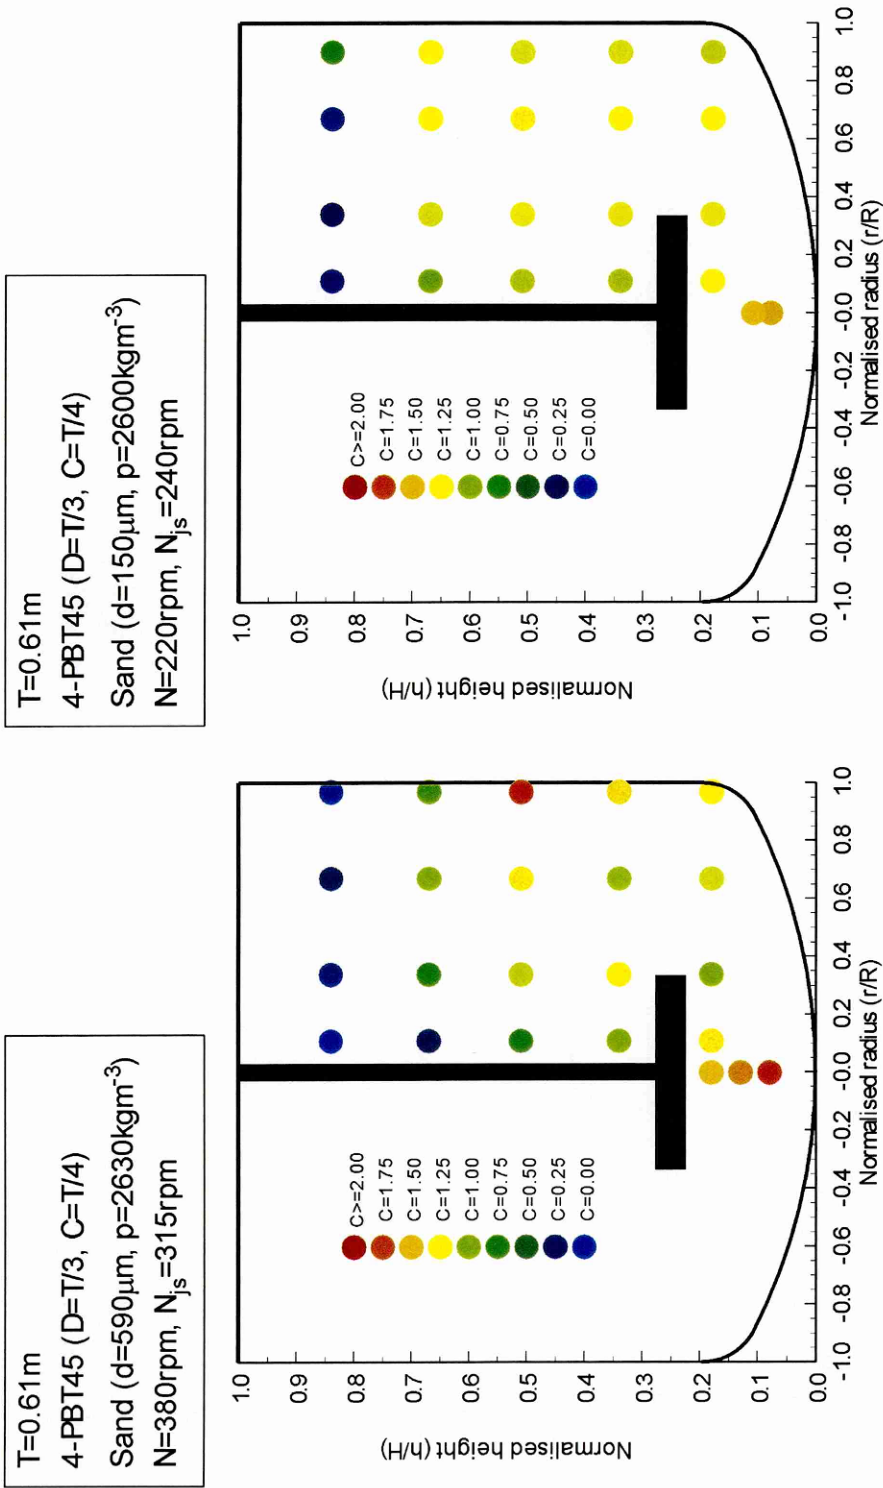 T=0.61m
4-PBT45 (D=T/3, C=T/4)
Sand (d=590μm, p=2630kgm⁻³)
N=380rpm, Njs=315rpm
Normalised height (h/H)
1.0
0.9
0.8
0.7
0.6
0.5
0.4
0.3
0.2
0.1
0.0
C>=2.00
C=1.75
C=1.50
C=1.25
C=1.00
C=0.75
C=0.50
C=0.25
C=0.00
-1.0 -0.8 -0.6 -0.4 -0.2 -0.0 0.2 0.4 0.6 0.8 1.0
Normalised radius (r/R)
T=0.61m
4-PBT45 (D=T/3, C=T/4)
Sand (d=150μm, p=2600kgm⁻³)
N=220rpm, Njs=240rpm
Normalised height (h/H)
1.0
0.9
0.8
0.7
0.6
0.5
0.4
0.3
0.2
0.1
0.0
C>=2.00
C=1.75
C=1.50
C=1.25
C=1.00
C=0.75
C=0.50
C=0.25
C=0.00
-1.0 -0.8 -0.6 -0.4 -0.2 -0.0 0.2 0.4 0.6 0.8 1.0
Normalised radius (r/R)